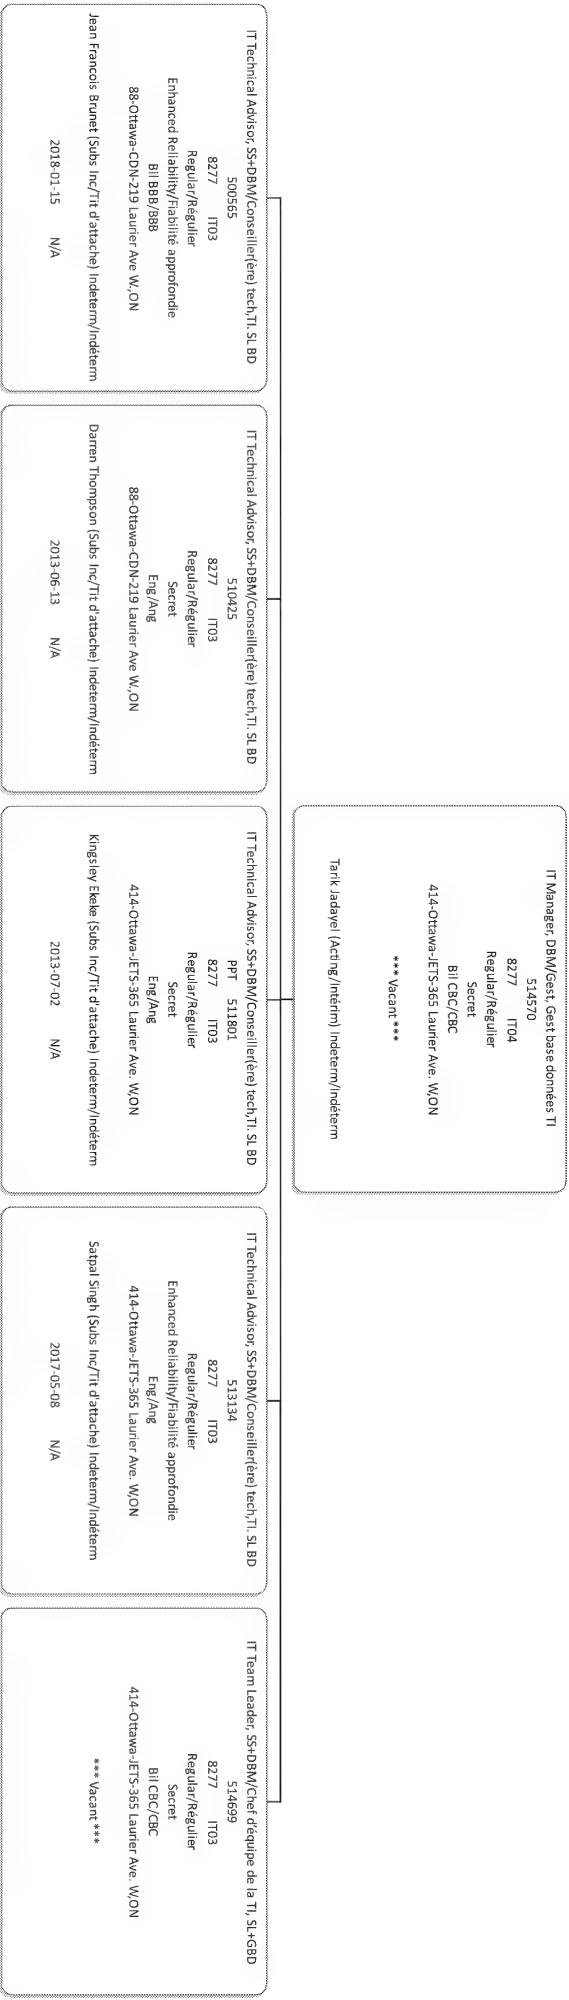 IT Manager, DBM/Gest, Gest base données TI
514570
8277 IT04
Regular/Régulier
Secret
Bil CBC/CBC
414-Ottawa-JETS-365 Laurier Ave. W,ON
*** Vacant ***
Tarik Jadayel (Acting/Intérim) Indeterm/Indéterm
IT Technical Advisor, SS+DBM/Conseiller(ère) tech,TI. SL BD
500565
8277 IT03
Regular/Régulier
Enhanced Reliability/Fiabilité approfondie
Bil BBB/BBB
88-Ottawa-CDN-219 Laurier Ave W.,ON
Jean Francois Brunet (Subs Inc/Tit d'attache) Indeterm/Indéterm
2018-01-15 N/A
IT Technical Advisor, SS+DBM/Conseiller(ère) tech,TI. SL BD
510425
8277 IT03
Regular/Régulier
Secret
Eng/Ang
88-Ottawa-CDN-219 Laurier Ave W.,ON
Darren Thompson (Subs Inc/Tit d'attache) Indeterm/Indéterm
2013-06-13 N/A
IT Technical Advisor, SS+DBM/Conseiller(ère) tech,TI. SL BD
PPT 511801
8277 IT03
Regular/Régulier
Secret
Eng/Ang
414-Ottawa-JETS-365 Laurier Ave. W,ON
Kingsley Ekeke (Subs Inc/Tit d'attache) Indeterm/Indéterm
2013-07-02 N/A
IT Technical Advisor, SS+DBM/Conseiller(ère) tech,TI. SL BD
513134
8277 IT03
Regular/Régulier
Enhanced Reliability/Fiabilité approfondie
Eng/Ang
414-Ottawa-JETS-365 Laurier Ave. W,ON
Satpal Singh (Subs Inc/Tit d'attache) Indeterm/Indéterm
2017-05-08 N/A
IT Team Leader, SS+DBM/Chef d'équipe de la TI, SL+GBD
514699
8277 IT03
Regular/Régulier
Secret
Bil CBC/CBC
414-Ottawa-JETS-365 Laurier Ave. W,ON
*** Vacant ***